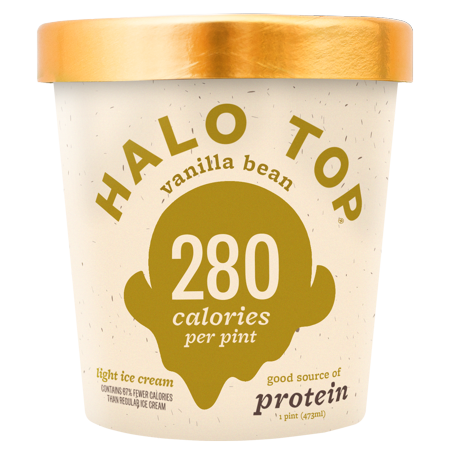 HALO TOP®
vanilla bean
280
calories
per pint
light ice cream
CONTAINS 67% FEWER CALORIES
THAN REGULAR ICE CREAM
good source of
protein
1 pint (473ml)